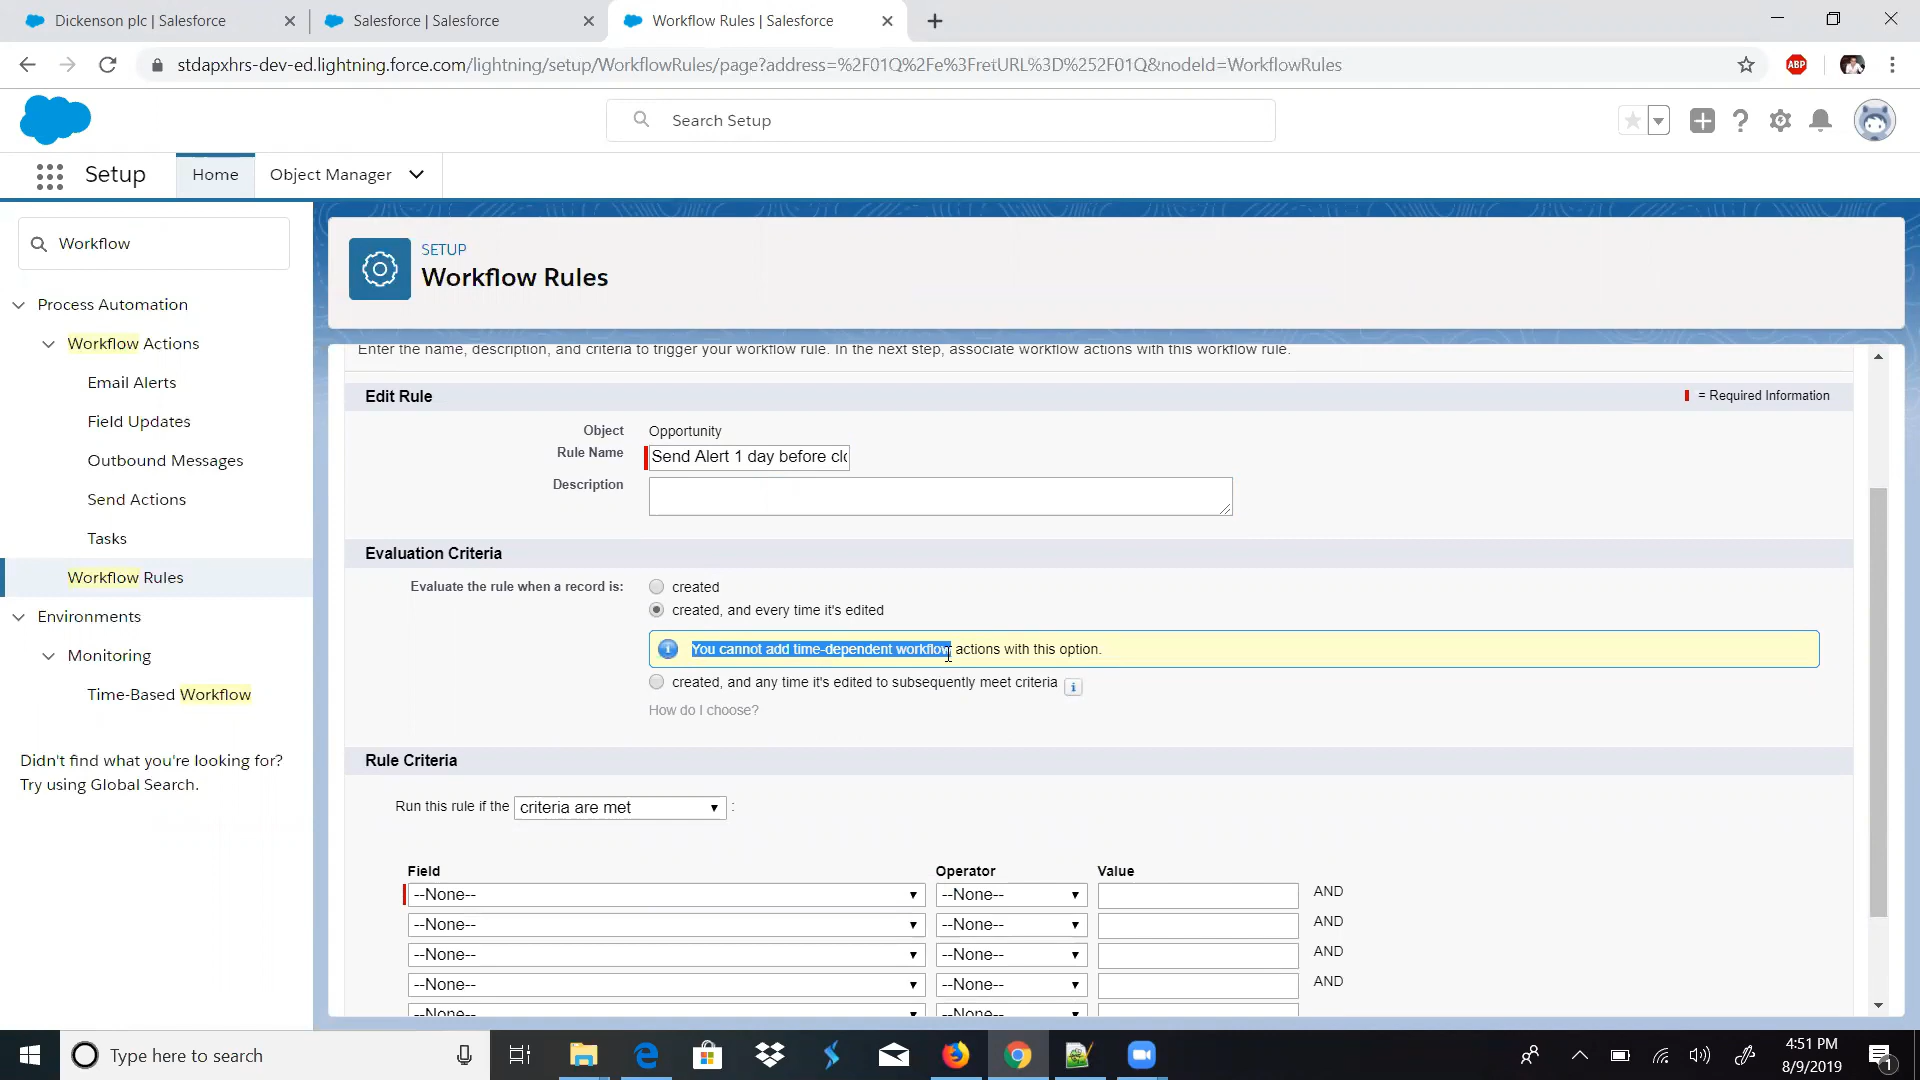 Dickenson plc | Salesforce
Salesforce | Salesforce
Workflow Rules | Salesforce
stdapxhrs-dev-ed.lightning.force.com/lightning/setup/WorkflowRules/page?address=%2F01Q%2Fe%3FretURL%3D%252F01Q&nodeId=WorkflowRules
ABP
Search Setup
Setup
Home
Object Manager
Workflow
Process Automation
Workflow Actions
Email Alerts
Field Updates
Outbound Messages
Send Actions
Tasks
Workflow Rules
Environments
Monitoring
Time-Based Workflow
Didn't find what you're looking for?
Try using Global Search.
SETUP
Workflow Rules
Enter the name, description, and criteria to trigger your workflow rule. In the next step, associate workflow actions with this workflow rule.
Edit Rule
= Required Information
Object Opportunity
Rule Name Send Alert 1 day before clo
Description
Evaluation Criteria
Evaluate the rule when a record is: created
created, and every time it's edited
You cannot add time-dependent workflow actions with this option.
created, and any time it's edited to subsequently meet criteria
How do I choose?
Rule Criteria
Run this rule if the criteria are met :
Field Operator Value
--None-- --None-- AND
--None-- --None-- AND
--None-- --None-- AND
--None-- --None-- AND
--None-- --None--
Type here to search
4:51 PM
8/9/2019
1